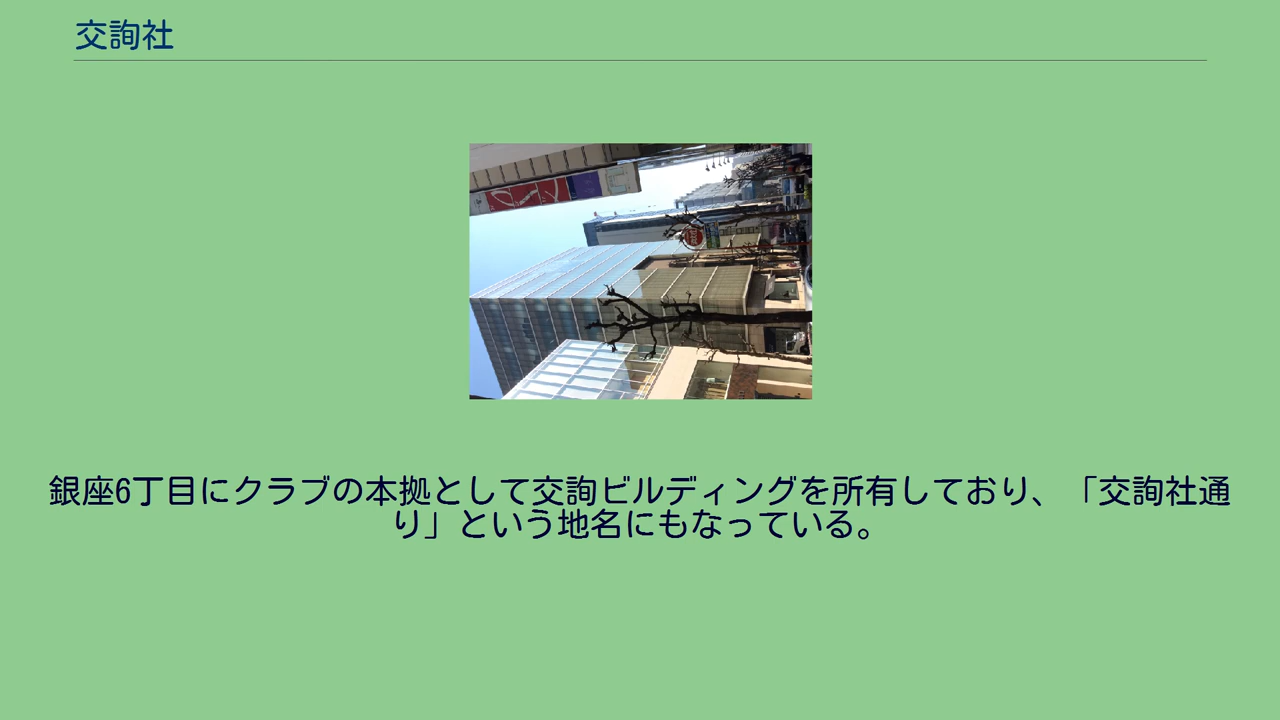 交詢社
銀座6丁目にクラブの本拠として交詢ビルディングを所有しており、「交詢社通
り」という地名にもなっている。